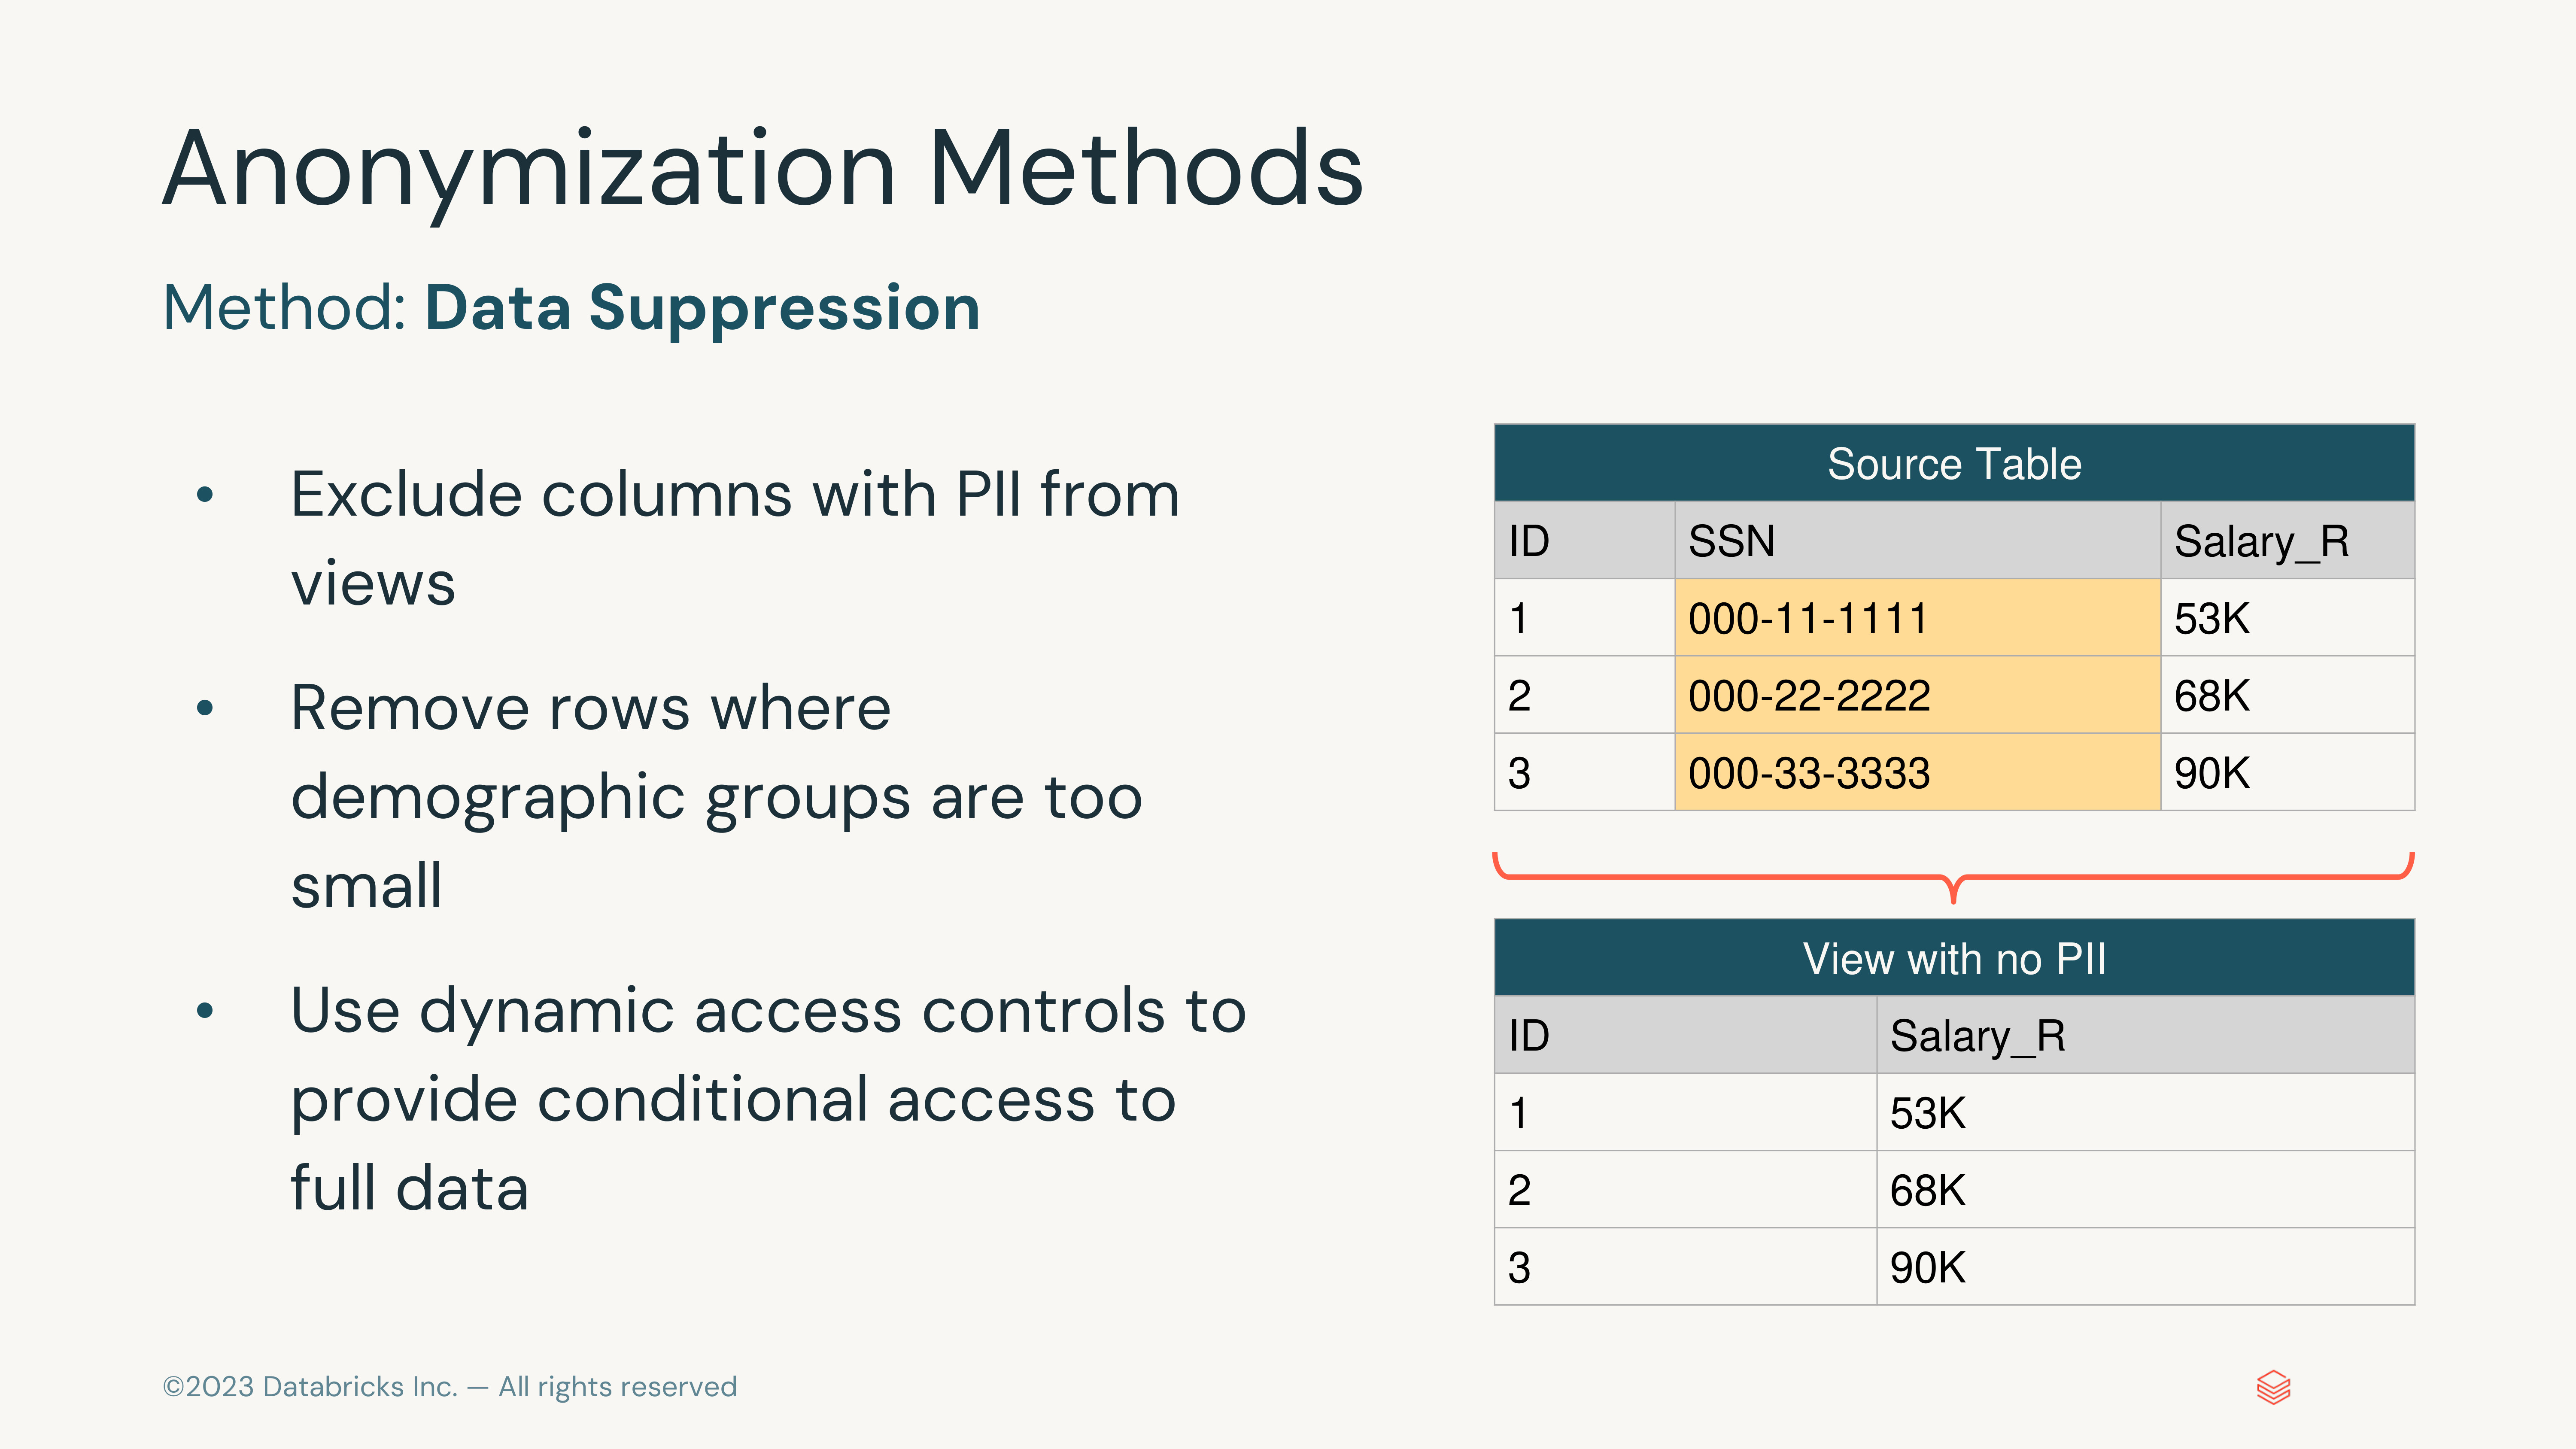 Anonymization Methods
Method: Data Suppression
• Exclude columns with PII from
views
• Remove rows where
demographic groups are too
small
• Use dynamic access controls to
provide conditional access to
full data
Source Table
ID SSN Salary_R
1 000-11-1111 53K
2 000-22-2222 68K
3 000-33-3333 90K
View with no PII
ID Salary_R
1 53K
2 68K
3 90K
©2023 Databricks Inc. — All rights reserved